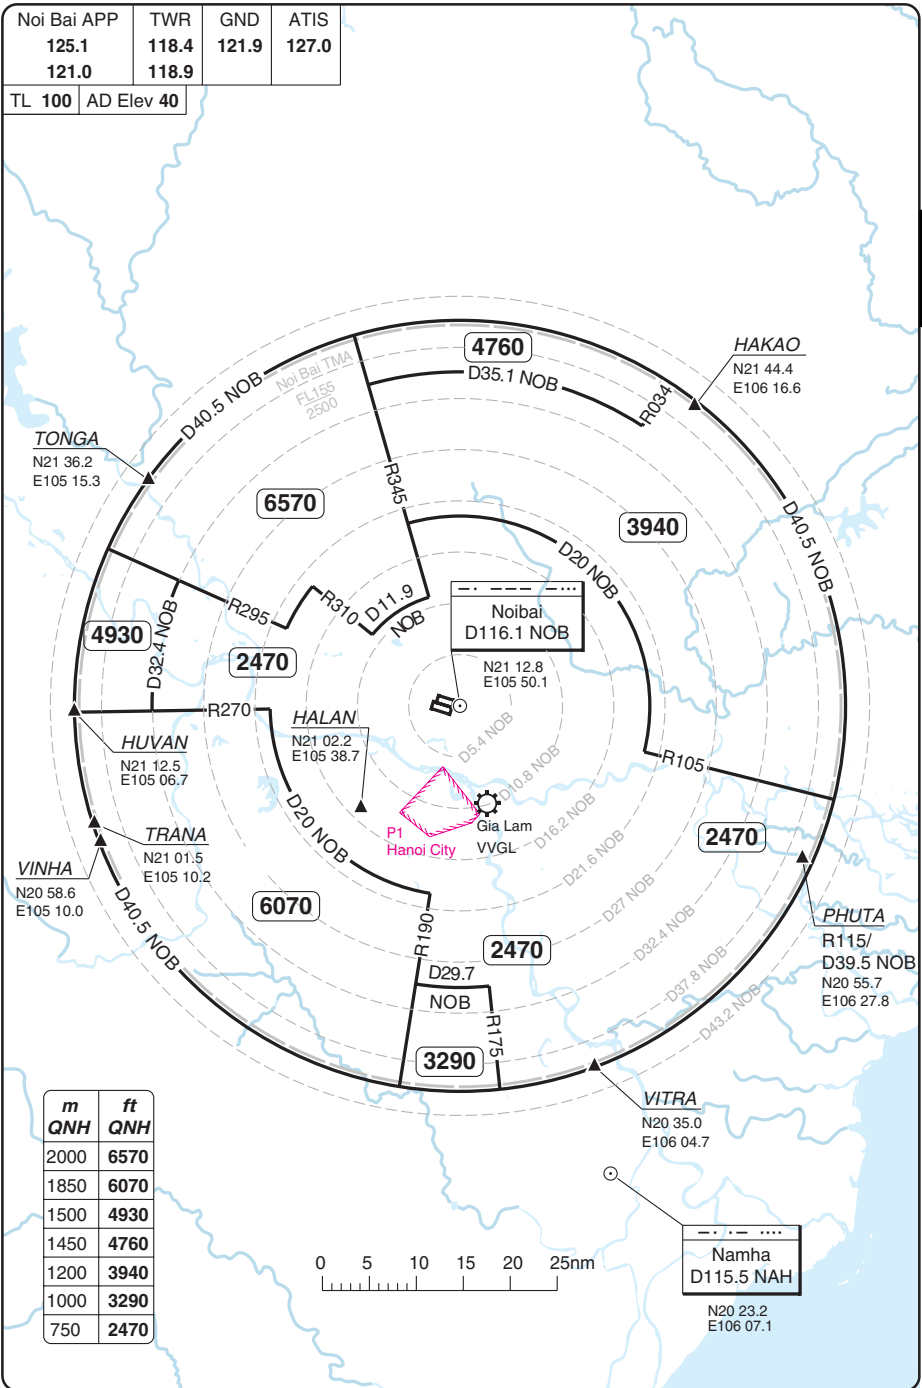 Noi Bai APP TWR GND ATIS
125.1 118.4 121.9 127.0
121.0 118.9
TL 100 AD Elev 40
4760
HAKAO
N21 44.4
E106 16.6
D35.1 NOB
R034
Noi Bai TMA
FL155
2500
D40.5 NOB
TONGA
N21 36.2
E105 15.3
R345
6570
3940
D40.5 NOB
D20 NOB
Noibai
D116.1 NOB
N21 12.8
E105 50.1
R295
R310
D11.9
NOB
4930
D32.4 NOB
2470
R270
HUVAN
N21 12.5
E105 06.7
HALAN
N21 02.2
E105 38.7
D5.4 NOB
D10.8 NOB
D16.2 NOB
D21.6 NOB
D27 NOB
D32.4 NOB
D37.8 NOB
D43.2 NOB
R105
D20 NOB
P1
Hanoi City
Gia Lam
VVGL
2470
TRANA
N21 01.5
E105 10.2
VINHA
N20 58.6
E105 10.0
D40.5 NOB
6070
R190
2470
D29.7
NOB
R175
3290
PHUTA
R115/
D39.5 NOB
N20 55.7
E106 27.8
VITRA
N20 35.0
E106 04.7
m ft
QNH QNH
2000 6570
1850 6070
1500 4930
1450 4760
1200 3940
1000 3290
750 2470
0 5 10 15 20 25nm
Namha
D115.5 NAH
N20 23.2
E106 07.1